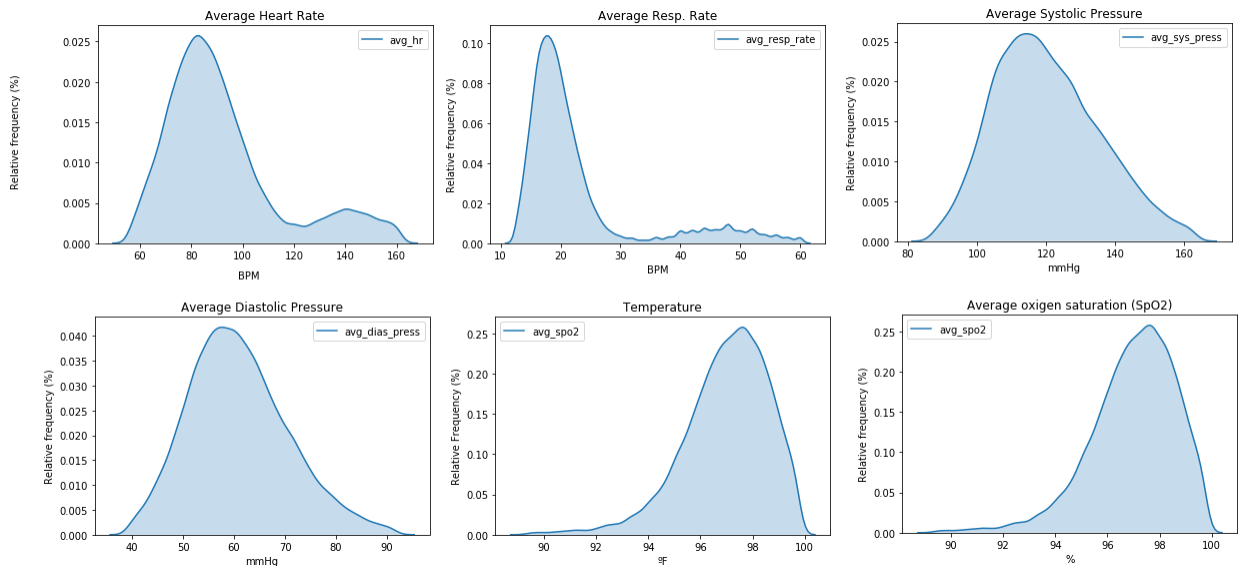 Average Heart Rate
avg_hr
Relative frequency (%)
0.025
0.020
0.015
0.010
0.005
0.000
60 80 100 120 140 160
BPM
Average Resp. Rate
avg_resp_rate
Relative frequency (%)
0.10
0.08
0.06
0.04
0.02
0.00
10 20 30 40 50 60
BPM
Average Systolic Pressure
avg_sys_press
Relative frequency (%)
0.025
0.020
0.015
0.010
0.005
0.000
80 100 120 140 160
mmHg
Average Diastolic Pressure
avg_dias_press
Relative frequency (%)
0.040
0.035
0.030
0.025
0.020
0.015
0.010
0.005
0.000
40 50 60 70 80 90
mmHg
Temperature
avg_spo2
Relative Frequency (%)
0.25
0.20
0.15
0.10
0.05
0.00
90 92 94 96 98 100
ºF
Average oxigen saturation (SpO2)
avg_spo2
Relative frequency (%)
0.25
0.20
0.15
0.10
0.05
0.00
90 92 94 96 98 100
%